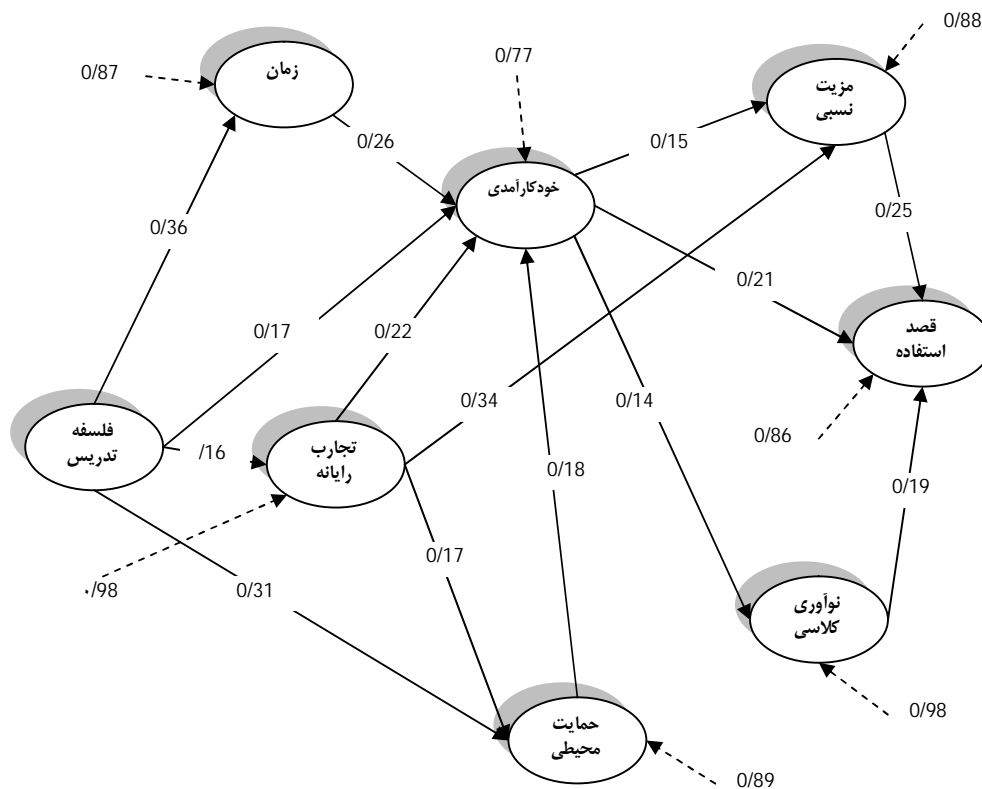 0/88
0/77
0/87
زمان
مزیت
نسبی
0/26
0/15
خودکارآمدی
0/36
0/25
0/21
0/17
0/22
قصد
استفاده
0/34
0/14
0/86
فلسفه
تدریس
/16
تجارب
رایانه
0/18
0/19
0/17
۰/98
0/31
نوآوری
کلاسی
0/98
حمایت
محیطی
0/89